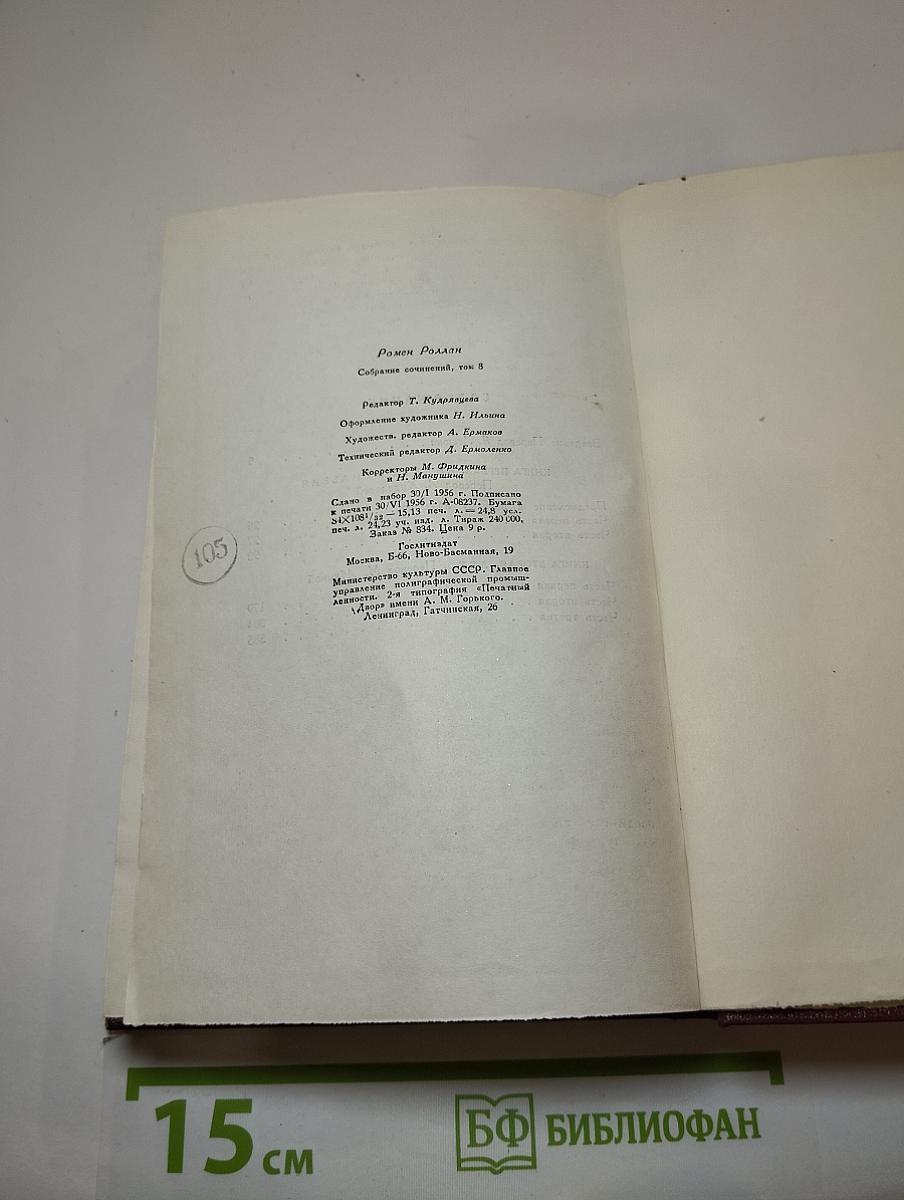 Ромен Роллан
Собрание сочинений, том 8
Редактор Т. Кудрявцева
Оформление художника Н. Ильина
Художеств. редактор А. Ермаков
Технический редактор Д. Ермоленко
Корректоры М. Фридкина
и Н. Манушина
Сдано в набор 30/I 1956 г. Подписано
к печати 30/VI 1956 г. А-08237. Бумага
84×108¹/₃₂ — 15,13 печ. л. = 24,8 усл.
печ. л. 24,23 уч. изд. л. Тираж 240 000,
Заказ № 834. Цена 9 р.
Гослитиздат
Москва, Б-66, Ново-Басманная, 19
Министерство культуры СССР. Главное
управление полиграфической промыш-
ленности. 2-я типография «Печатный
Двор» имени А. М. Горького.
Ленинград, Гатчинская, 26
105
15 см
БФ БИБЛИОФАН